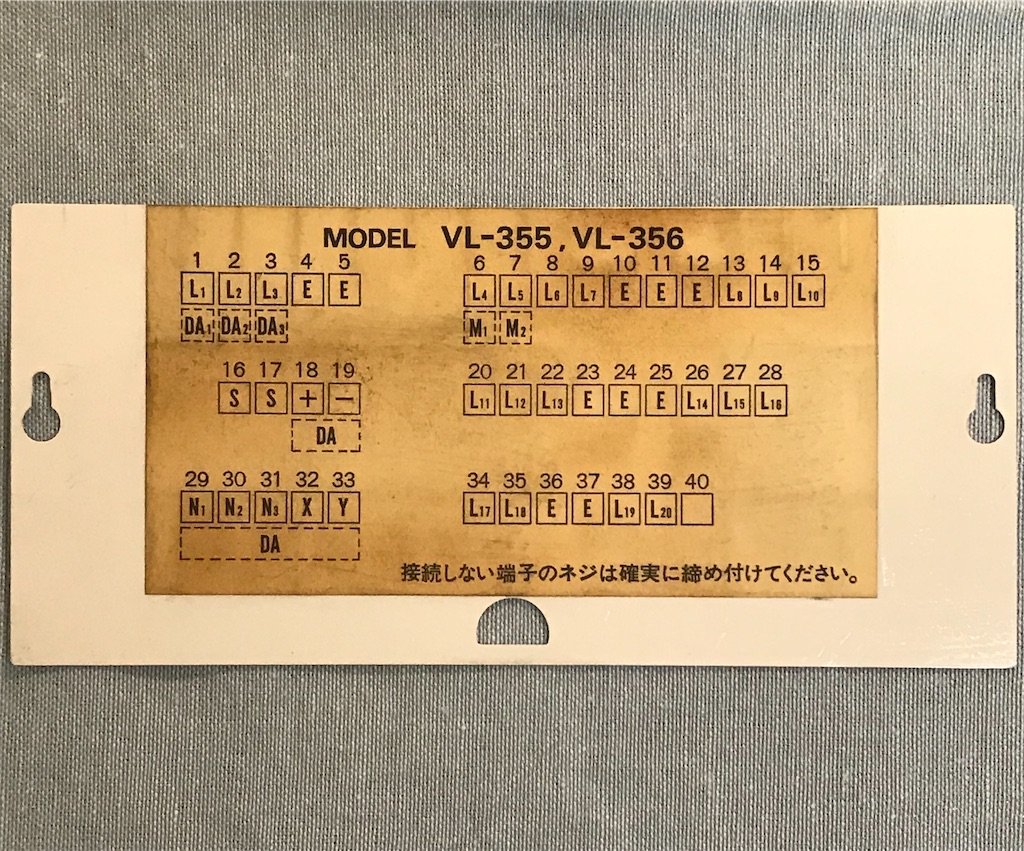 MODEL VL-355, VL-356
1 2 3 4 5 6 7 8 9 10 11 12 13 14 15
L1 L2 L3 E E L4 L5 L6 L7 E E E L8 L9 L10
DA1 DA2 DA3 M1 M2
16 17 18 19 20 21 22 23 24 25 26 27 28
S S + − L11 L12 L13 E E E L14 L15 L16
DA
29 30 31 32 33 34 35 36 37 38 39 40
N1 N2 N3 X Y L17 L18 E E L19 L20
DA
接続しない端子のネジは確実に締め付けてください。